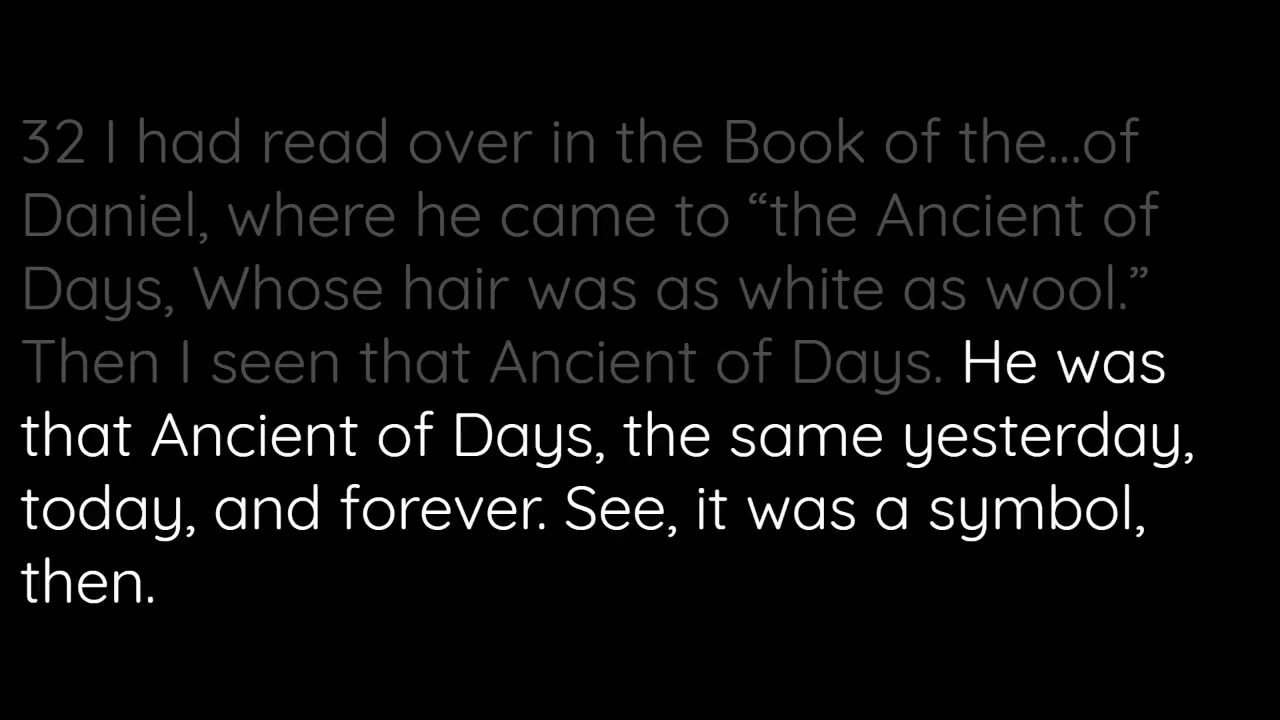 32 I had read over in the Book of the...of
Daniel, where he came to “the Ancient of
Days, Whose hair was as white as wool.”
Then I seen that Ancient of Days. He was
that Ancient of Days, the same yesterday,
today, and forever. See, it was a symbol,
then.